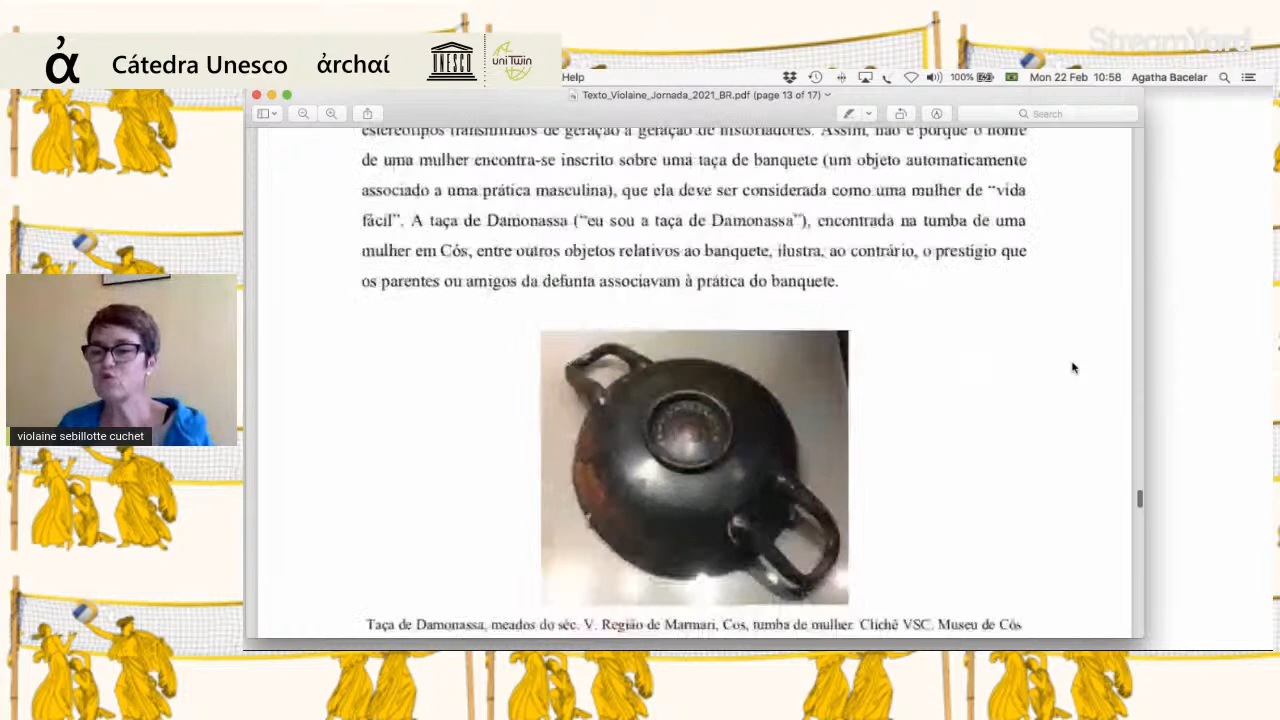 StreamYard
ἀ
Cátedra Unesco
ἀrchaí
UNESCO
uniTwin
Help
100%
Mon 22 Feb 10:58
Agatha Bacelar
Texto_Violaine_Jornada_2021_BR.pdf (page 13 of 17)
Search
estereótipos transmitidos de geração a geração de historiadores. Assim, não é porque o nome
de uma mulher encontra-se inscrito sobre uma taça de banquete (um objeto automaticamente
associado a uma prática masculina), que ela deve ser considerada como uma mulher de “vida
fácil”. A taça de Damonassa (“eu sou a taça de Damonassa”), encontrada na tumba de uma
mulher em Cós, entre outros objetos relativos ao banquete, ilustra, ao contrário, o prestígio que
os parentes ou amigos da defunta associavam à prática do banquete.
violaine sebillotte cuchet
Taça de Damonassa, meados do séc. V. Região de Marmari, Cos, tumba de mulher. Cliché VSC. Museu de Cós